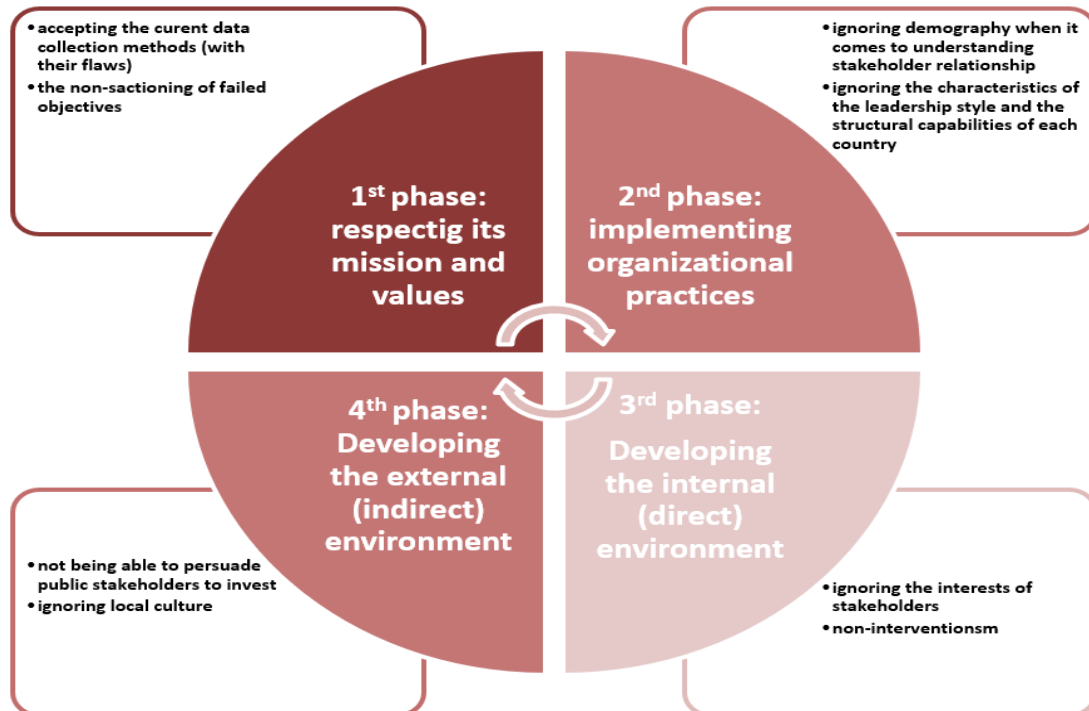 •accepting the curent data
collection methods (with
their flaws)
•the non-sactioning of failed
objectives
•ignoring demography when it
comes to understanding
stakeholder relationship
•ignoring the characteristics of
the leadership style and the
structural capabilities of each
country
1st phase:
respectig its
mission and
values
2nd phase:
implementing
organizational
practices
4th phase:
Developing
the external
(indirect)
environment
3rd phase:
Developing
the internal
(direct)
environment
•not being able to persuade
public stakeholders to invest
•ignoring local culture
•ignoring the interests of
stakeholders
•non-interventionsm